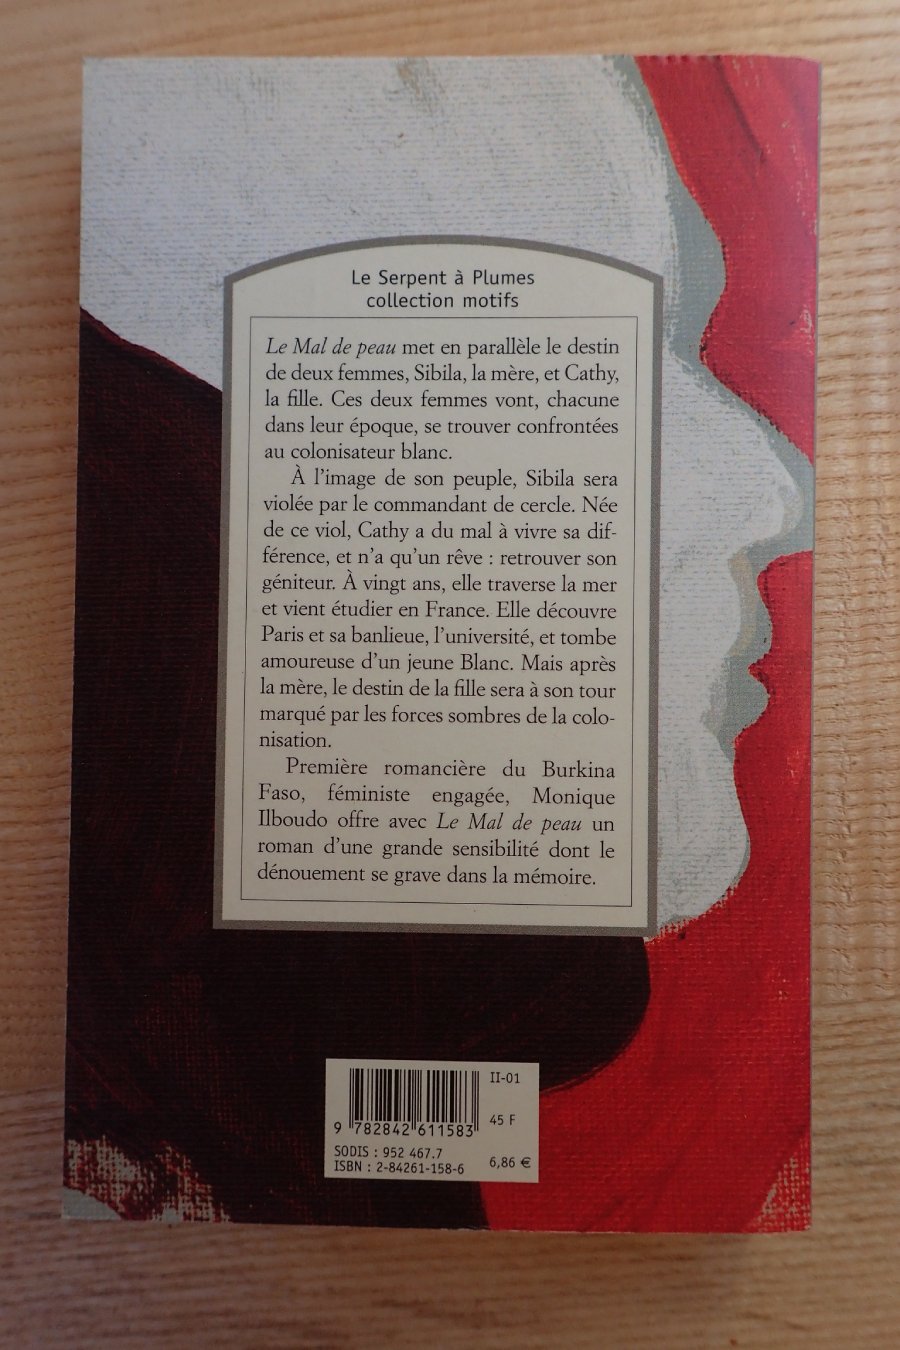 Le Serpent à Plumes
collection motifs
Le Mal de peau met en parallèle le destin
de deux femmes, Sibila, la mère, et Cathy,
la fille. Ces deux femmes vont, chacune
dans leur époque, se trouver confrontées
au colonisateur blanc.
À l'image de son peuple, Sibila sera
violée par le commandant de cercle. Née
de ce viol, Cathy a du mal à vivre sa dif-
férence, et n'a qu'un rêve : retrouver son
géniteur. À vingt ans, elle traverse la mer
et vient étudier en France. Elle découvre
Paris et sa banlieue, l'université, et tombe
amoureuse d'un jeune Blanc. Mais après
la mère, le destin de la fille sera à son tour
marqué par les forces sombres de la colo-
nisation.
Première romancière du Burkina
Faso, féministe engagée, Monique
Ilboudo offre avec Le Mal de peau un
roman d'une grande sensibilité dont le
dénouement se grave dans la mémoire.
II-01
45 F
9 782842 611583
SODIS : 952 467.7
ISBN : 2-84261-158-6
6,86 €